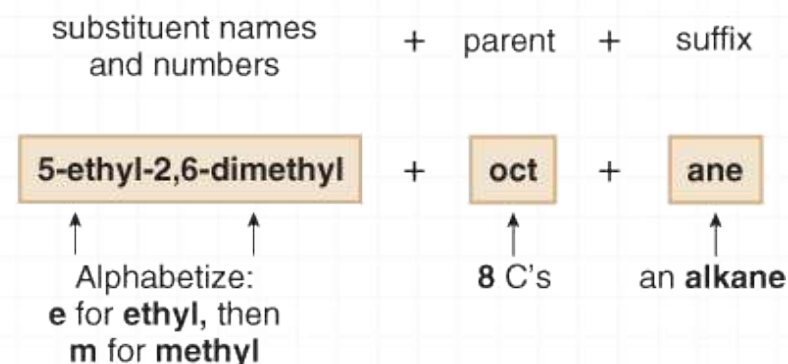 substituent names
and numbers
+ parent + suffix
5-ethyl-2,6-dimethyl + oct + ane
Alphabetize:
e for ethyl, then
m for methyl
8 C's
an alkane